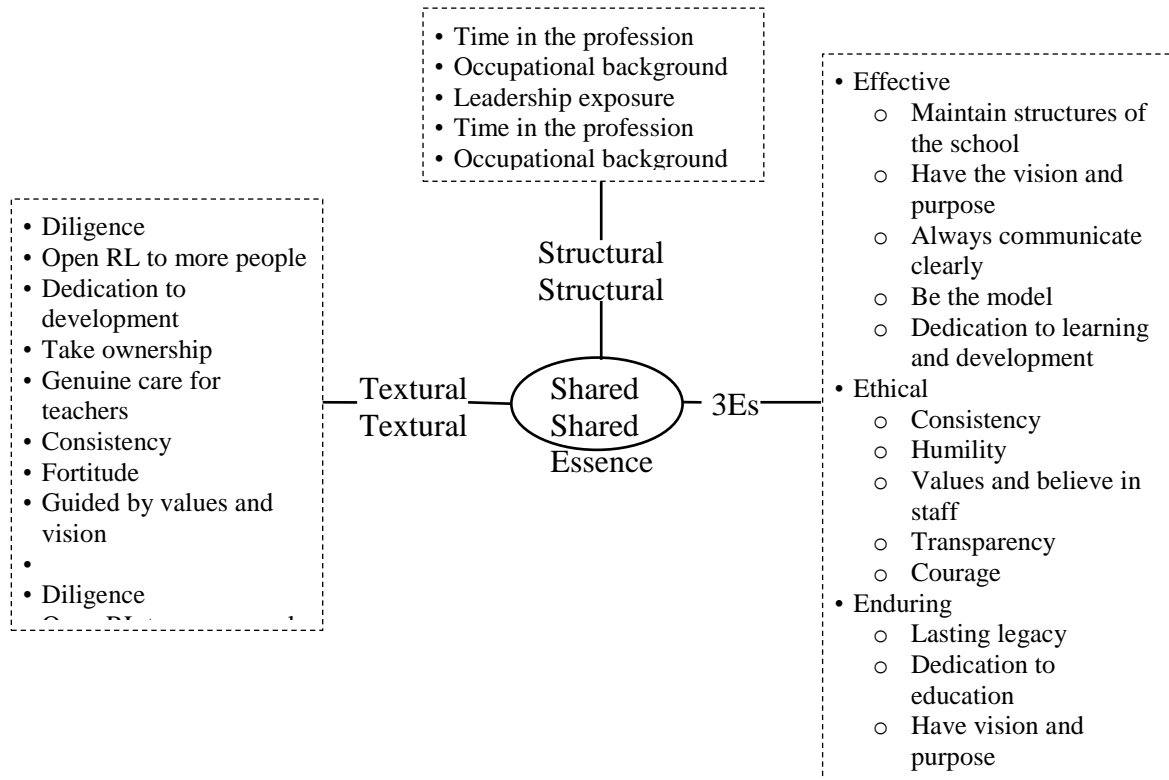 • Time in the profession
• Occupational background
• Leadership exposure
• Time in the profession
• Occupational background
• Diligence
• Open RL to more people
• Dedication to
development
• Take ownership
• Genuine care for
teachers
• Consistency
• Fortitude
• Guided by values and
vision
•
• Diligence
Structural
Structural
Textural
Textural
Shared
Shared
Essence
3Es
• Effective
o Maintain structures of
the school
o Have the vision and
purpose
o Always communicate
clearly
o Be the model
o Dedication to learning
and development
• Ethical
o Consistency
o Humility
o Values and believe in
staff
o Transparency
o Courage
• Enduring
o Lasting legacy
o Dedication to
education
o Have vision and
purpose